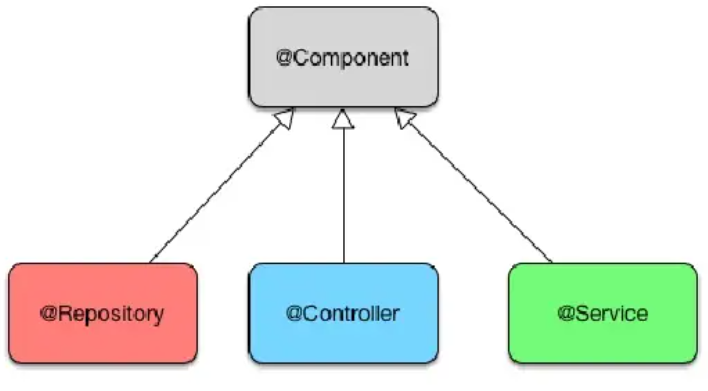 @Component
@Repository
@Controller
@Service